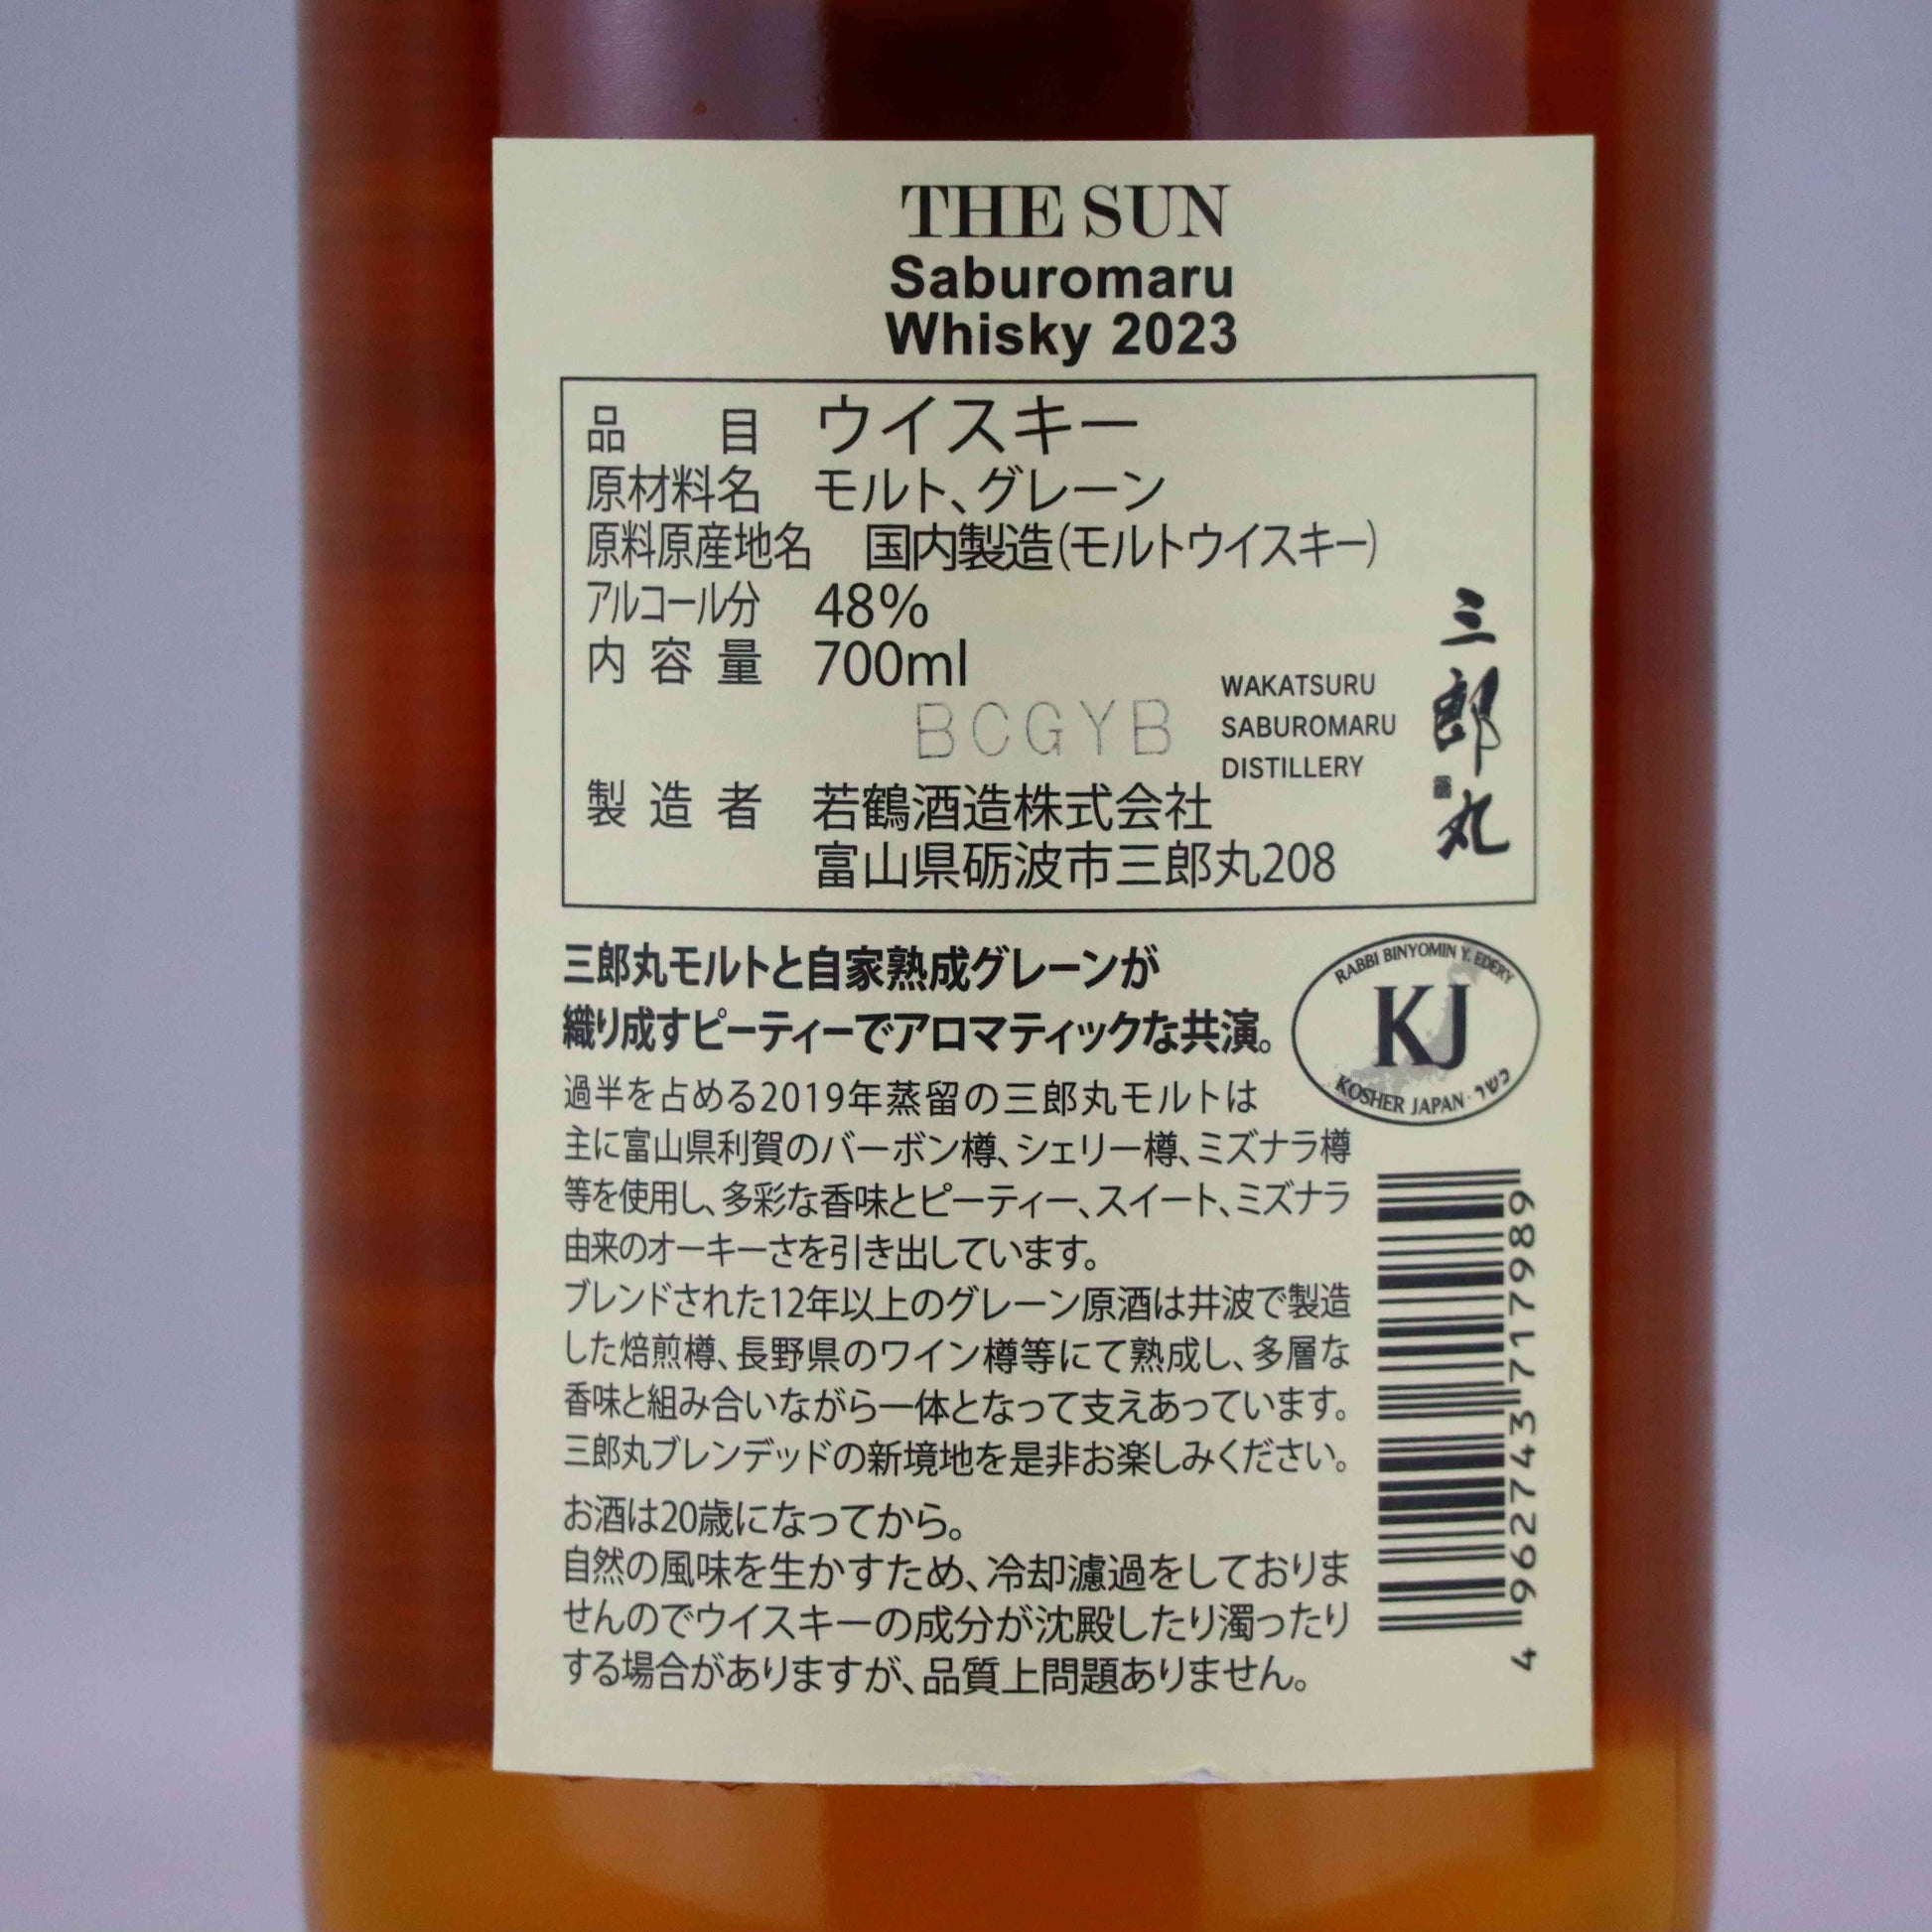 THE SUN
Saburomaru
Whisky 2023
品目 ウイスキー
原材料名 モルト、グレーン
原料原産地名 国内製造(モルトウイスキー)
アルコール分 48%
内容量 700ml
BCGYB
WAKATSURU
SABUROMARU
DISTILLERY
三郎丸
製造者 若鶴酒造株式会社
富山県砺波市三郎丸208
三郎丸モルトと自家熟成グレーンが
織り成すピーティーでアロマティックな共演。
RABBI BINYOMIN Y. EDERY
KJ
KOSHER JAPAN · כשר
過半を占める2019年蒸留の三郎丸モルトは
主に富山県利賀のバーボン樽、シェリー樽、ミズナラ樽
等を使用し、多彩な香味とピーティー、スイート、ミズナラ
由来のオーキーさを引き出しています。
ブレンドされた12年以上のグレーン原酒は井波で製造
した焙煎樽、長野県のワイン樽等にて熟成し、多層な
香味と組み合いながら一体となって支えあっています。
三郎丸ブレンデッドの新境地を是非お楽しみください。
お酒は20歳になってから。
自然の風味を生かすため、冷却濾過をしておりま
せんのでウイスキーの成分が沈殿したり濁ったり
する場合がありますが、品質上問題ありません。
4 962743 717989